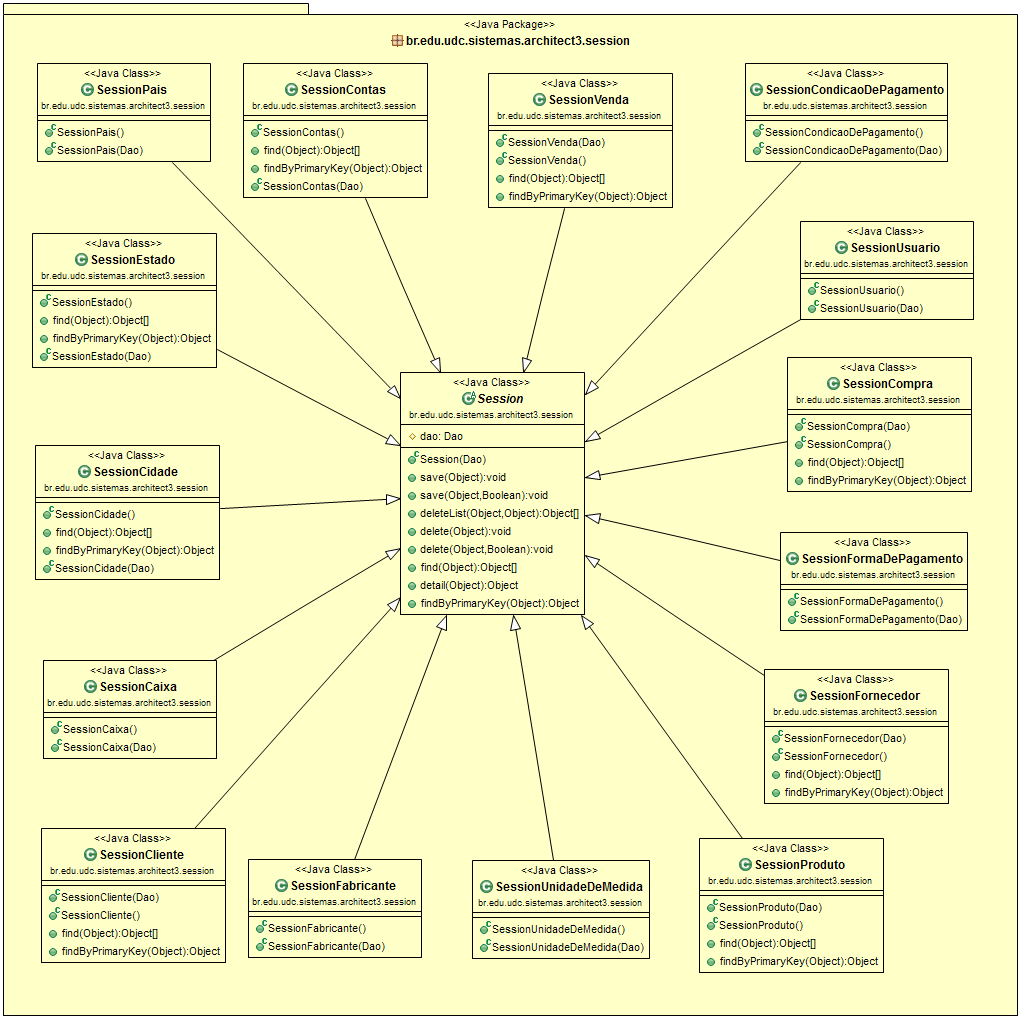 <<Java Package>>
br.edu.udc.sistemas.architect3.session
<<Java Class>>
SessionPais
br.edu.udc.sistemas.architect3.session
SessionPais()
SessionPais(Dao)
<<Java Class>>
SessionContas
br.edu.udc.sistemas.architect3.session
SessionContas()
find(Object):Object[]
findByPrimaryKey(Object):Object
SessionContas(Dao)
<<Java Class>>
SessionVenda
br.edu.udc.sistemas.architect3.session
SessionVenda(Dao)
SessionVenda()
find(Object):Object[]
findByPrimaryKey(Object):Object
<<Java Class>>
SessionCondicaoDePagamento
br.edu.udc.sistemas.architect3.session
SessionCondicaoDePagamento()
SessionCondicaoDePagamento(Dao)
<<Java Class>>
SessionEstado
br.edu.udc.sistemas.architect3.session
SessionEstado()
find(Object):Object[]
findByPrimaryKey(Object):Object
SessionEstado(Dao)
<<Java Class>>
SessionUsuario
br.edu.udc.sistemas.architect3.session
SessionUsuario()
SessionUsuario(Dao)
<<Java Class>>
Session
br.edu.udc.sistemas.architect3.session
dao: Dao
Session(Dao)
save(Object):void
save(Object,Boolean):void
deleteList(Object,Object):Object[]
delete(Object):void
delete(Object,Boolean):void
find(Object):Object[]
detail(Object):Object
findByPrimaryKey(Object):Object
<<Java Class>>
SessionCompra
br.edu.udc.sistemas.architect3.session
SessionCompra(Dao)
SessionCompra()
find(Object):Object[]
findByPrimaryKey(Object):Object
<<Java Class>>
SessionCidade
br.edu.udc.sistemas.architect3.session
SessionCidade()
find(Object):Object[]
findByPrimaryKey(Object):Object
SessionCidade(Dao)
<<Java Class>>
SessionFormaDePagamento
br.edu.udc.sistemas.architect3.session
SessionFormaDePagamento()
SessionFormaDePagamento(Dao)
<<Java Class>>
SessionCaixa
br.edu.udc.sistemas.architect3.session
SessionCaixa()
SessionCaixa(Dao)
<<Java Class>>
SessionFornecedor
br.edu.udc.sistemas.architect3.session
SessionFornecedor(Dao)
SessionFornecedor()
find(Object):Object[]
findByPrimaryKey(Object):Object
<<Java Class>>
SessionCliente
br.edu.udc.sistemas.architect3.session
SessionCliente(Dao)
SessionCliente()
find(Object):Object[]
findByPrimaryKey(Object):Object
<<Java Class>>
SessionFabricante
br.edu.udc.sistemas.architect3.session
SessionFabricante()
SessionFabricante(Dao)
<<Java Class>>
SessionUnidadeDeMedida
br.edu.udc.sistemas.architect3.session
SessionUnidadeDeMedida()
SessionUnidadeDeMedida(Dao)
<<Java Class>>
SessionProduto
br.edu.udc.sistemas.architect3.session
SessionProduto(Dao)
SessionProduto()
find(Object):Object[]
findByPrimaryKey(Object):Object